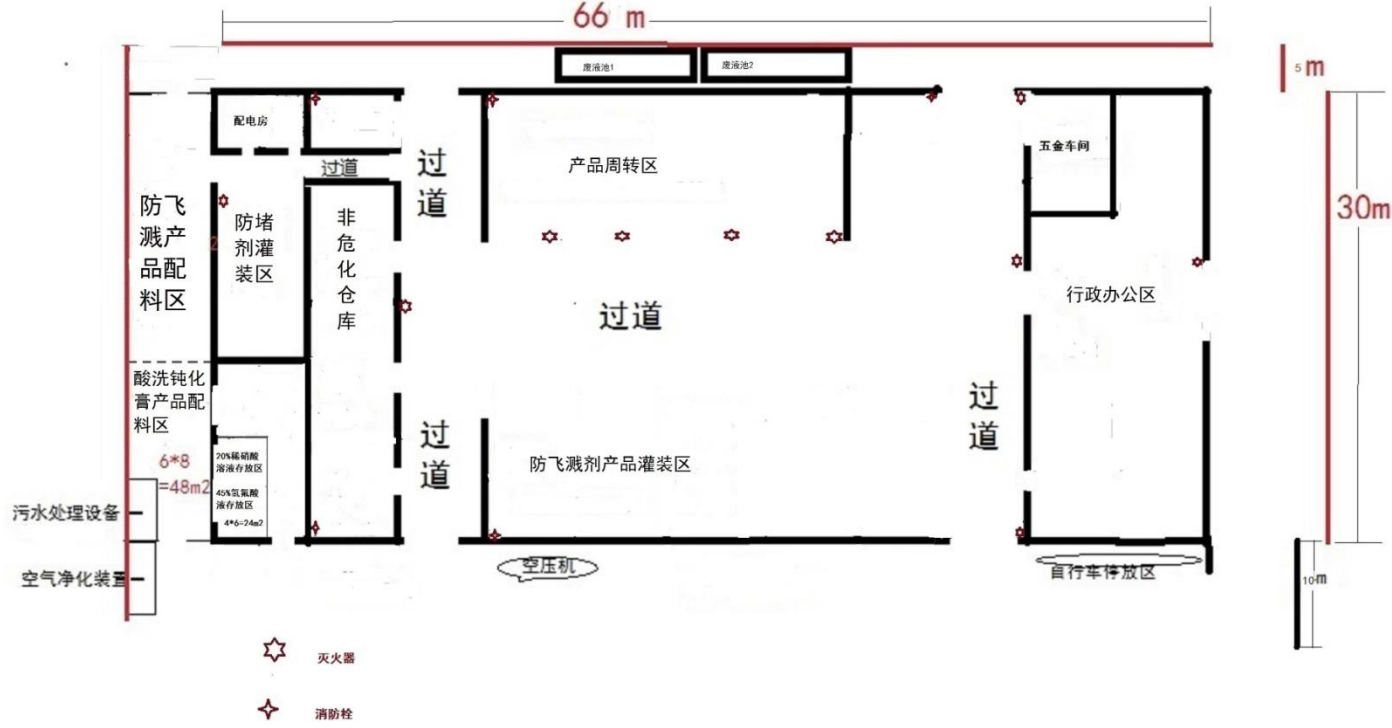 66 m
废液池1
废液池2
5 m
配电房
过道
过
道
产品周转区
五金车间
30m
防飞
溅产
品配
料区
2
防堵
剂灌
装区
非
危
化
仓
库
行政办公区
过道
酸洗钝化
膏产品配
料区
6*8
=48m2
20%稀硝酸
溶液存放区
45%氢氟酸
液存放区
4*6=24m2
过
道
防飞溅剂产品灌装区
过
道
污水处理设备
空气净化装置
空压机
自行车停放区
10m
灭火器
消防栓